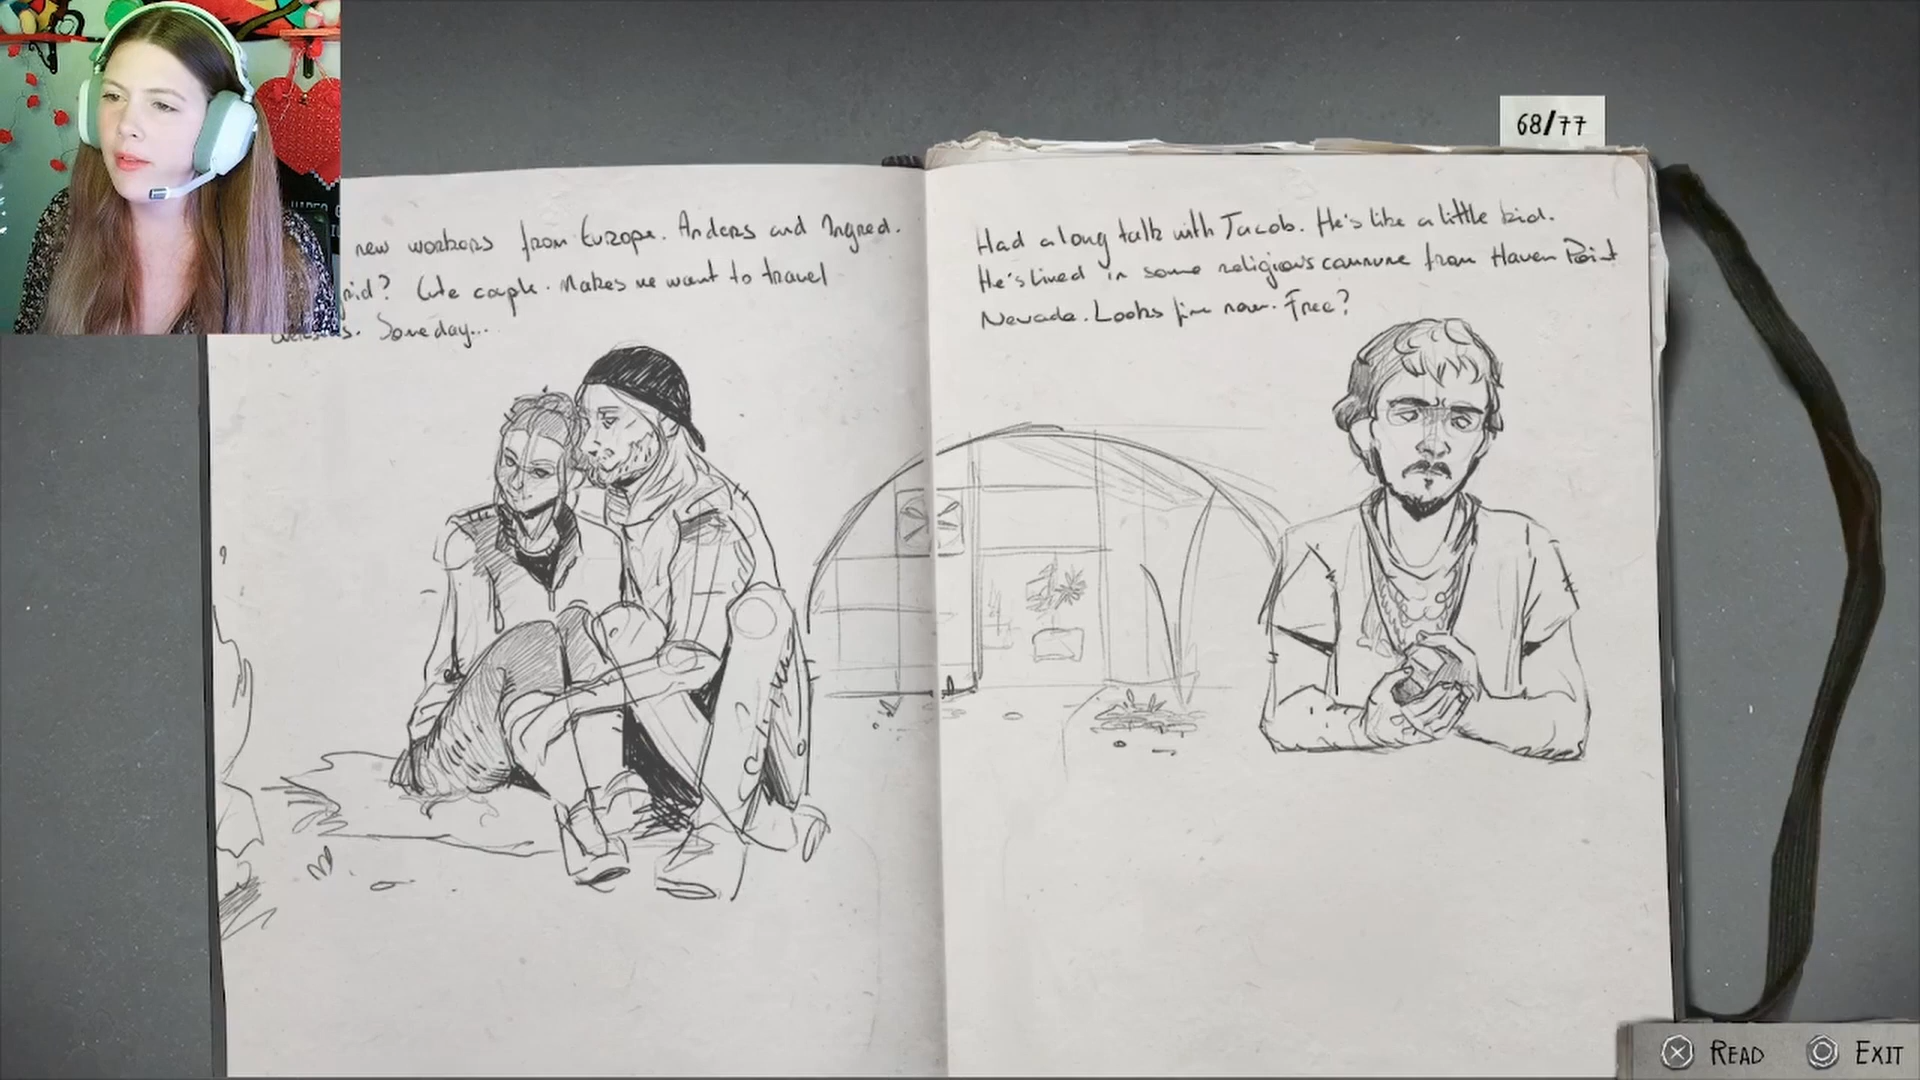 68/77
new workers from Europe. Anders and Ingred.
Cute couple. Makes me want to travel
Someday...
Had a long talk with Jacob. He's like a little kid.
He's lived in some religious commune from Haven Point
Nevada. Looks fine now. Free?
READ
EXIT